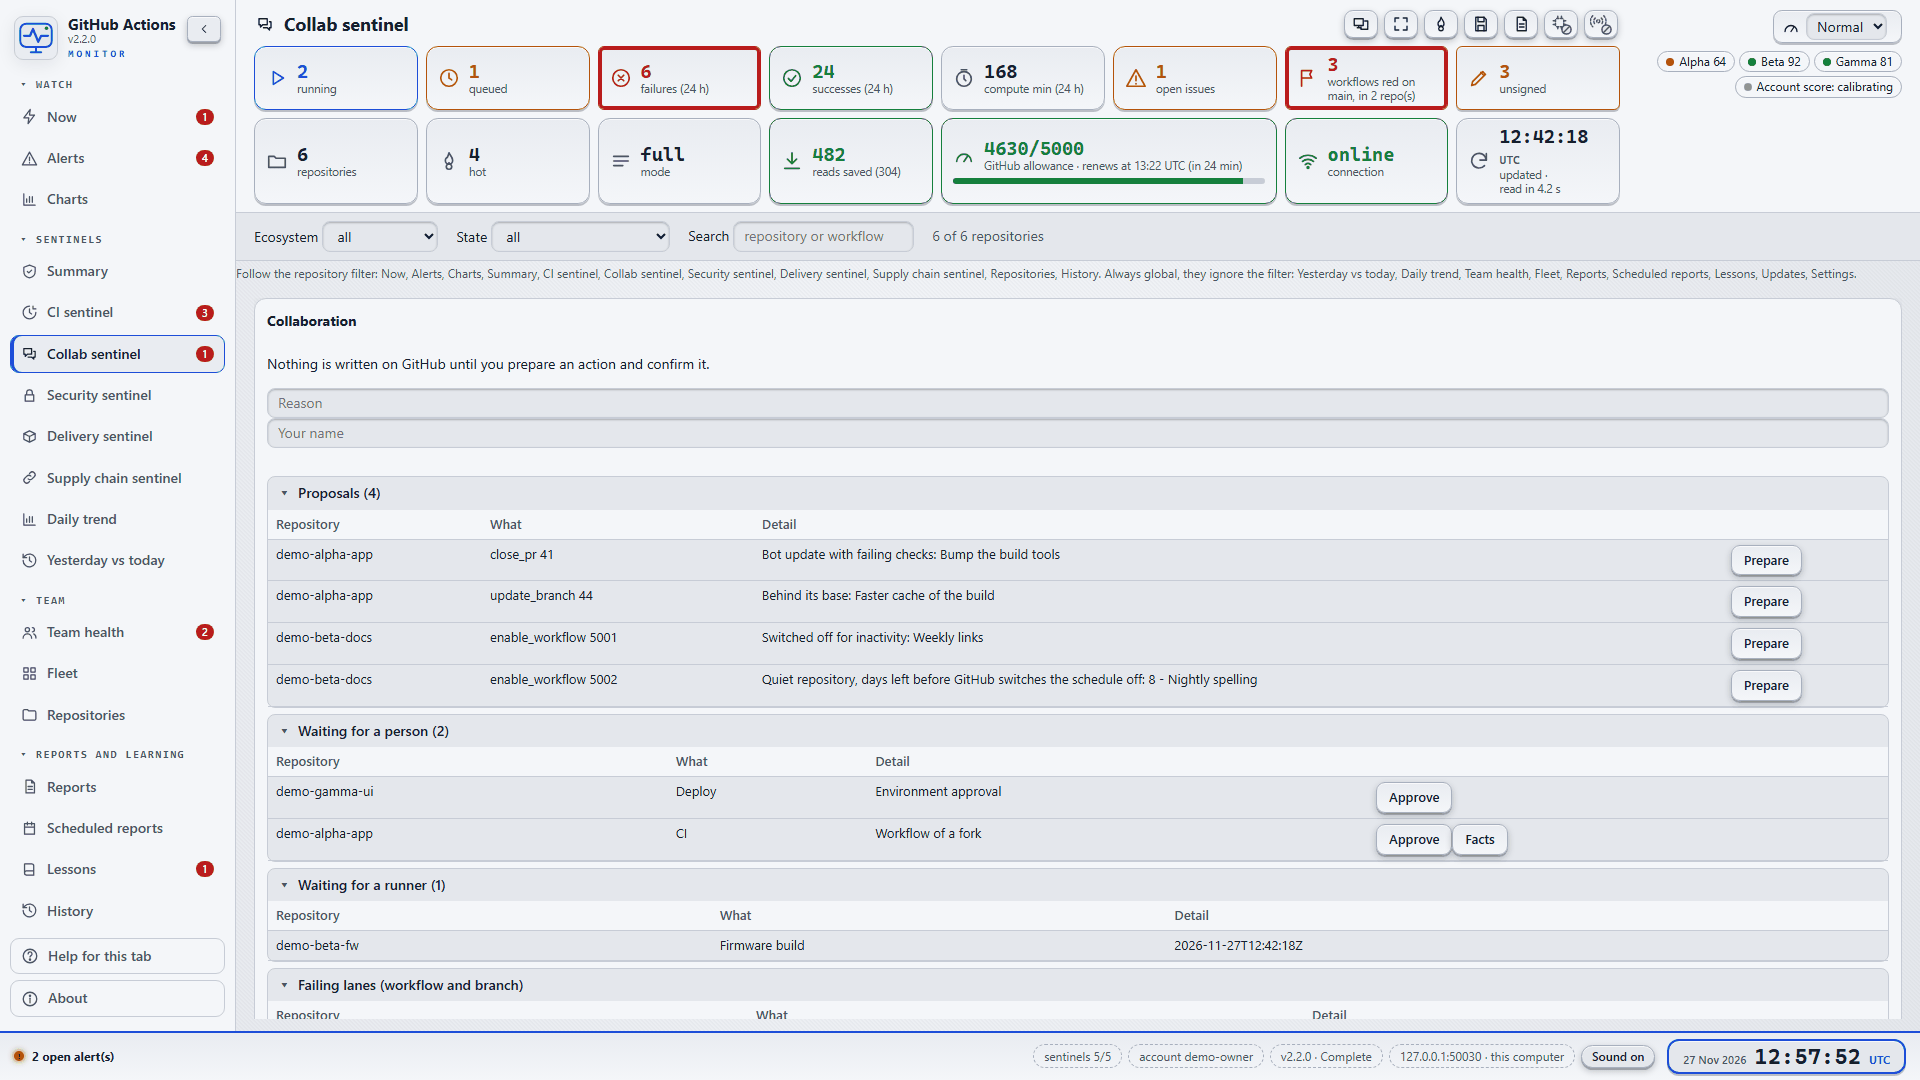 GitHub Actions
v2.2.0
MONITOR
WATCH
Now 1
Alerts 4
Charts
SENTINELS
Summary
CI sentinel 3
Collab sentinel 1
Security sentinel
Delivery sentinel
Supply chain sentinel
Daily trend
Yesterday vs today
TEAM
Team health 2
Fleet
Repositories
REPORTS AND LEARNING
Reports
Scheduled reports
Lessons 1
History
Help for this tab
About
Collab sentinel
Normal
2
running
1
queued
6
failures (24 h)
24
successes (24 h)
168
compute min (24 h)
1
open issues
3
workflows red on
main, in 2 repo(s)
3
unsigned
Alpha 64
Beta 92
Gamma 81
Account score: calibrating
6
repositories
4
hot
full
mode
482
reads saved (304)
4630/5000
GitHub allowance · renews at 13:22 UTC (in 24 min)
online
connection
12:42:18
UTC
updated ·
read in 4.2 s
Ecosystem all State all Search repository or workflow 6 of 6 repositories
Follow the repository filter: Now, Alerts, Charts, Summary, CI sentinel, Collab sentinel, Security sentinel, Delivery sentinel, Supply chain sentinel, Repositories, History. Always global, they ignore the filter: Yesterday vs today, Daily trend, Team health, Fleet, Reports, Scheduled reports, Lessons, Updates, Settings.
Collaboration
Nothing is written on GitHub until you prepare an action and confirm it.
Reason
Your name
Proposals (4)
Repository What Detail
demo-alpha-app close_pr 41 Bot update with failing checks: Bump the build tools Prepare
demo-alpha-app update_branch 44 Behind its base: Faster cache of the build Prepare
demo-beta-docs enable_workflow 5001 Switched off for inactivity: Weekly links Prepare
demo-beta-docs enable_workflow 5002 Quiet repository, days left before GitHub switches the schedule off: 8 - Nightly spelling Prepare
Waiting for a person (2)
Repository What Detail
demo-gamma-ui Deploy Environment approval Approve
demo-alpha-app CI Workflow of a fork Approve Facts
Waiting for a runner (1)
Repository What Detail
demo-beta-fw Firmware build 2026-11-27T12:42:18Z
Failing lanes (workflow and branch)
Repository What Detail
2 open alert(s)
sentinels 5/5
account demo-owner
v2.2.0 · Complete
127.0.0.1:50030 · this computer
Sound on
27 Nov 2026 12:57:52 UTC